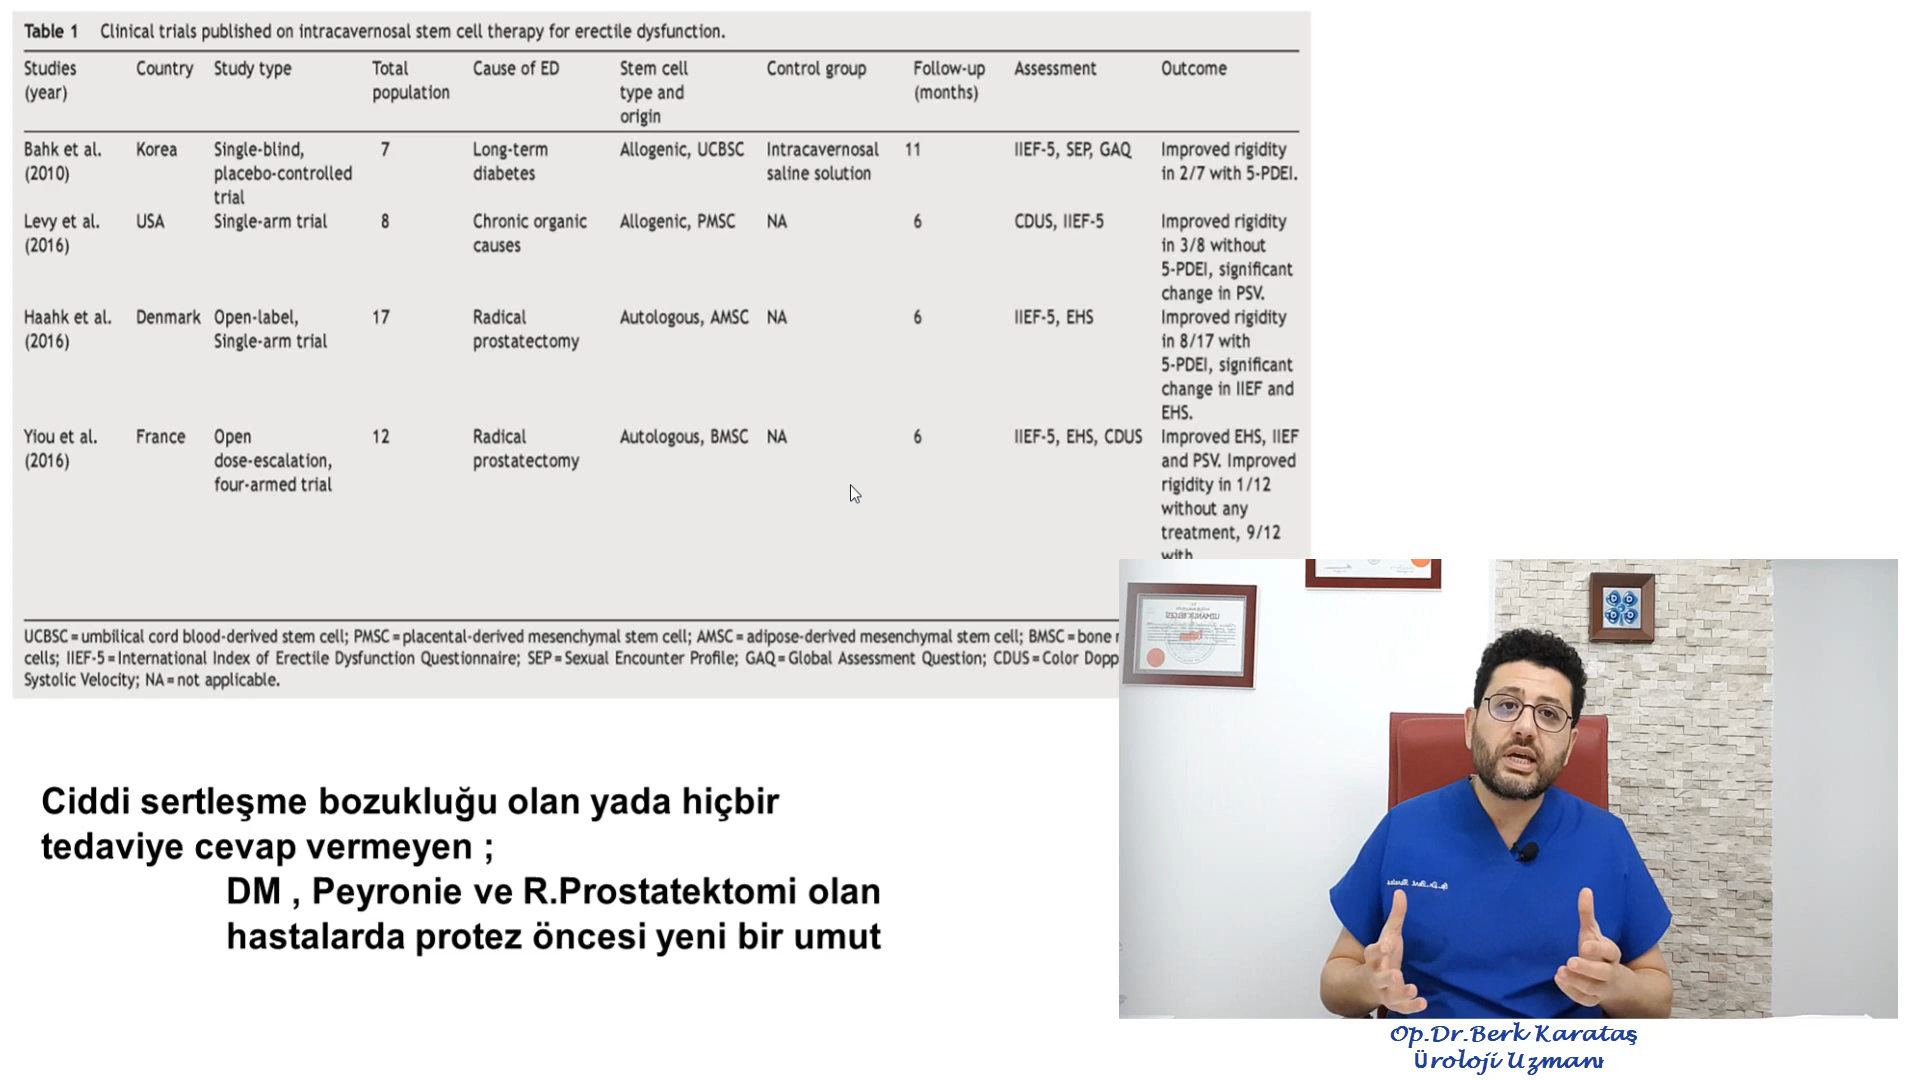 Table 1 Clinical trials published on intracavernosal stem cell therapy for erectile dysfunction.
Studies (year) Country Study type Total population Cause of ED Stem cell type and origin Control group Follow-up (months) Assessment Outcome
Bahk et al. (2010) Korea Single-blind, placebo-controlled trial 7 Long-term diabetes Allogenic, UCBSC Intracavernosal saline solution 11 IIEF-5, SEP, GAQ Improved rigidity in 2/7 with 5-PDEI.
Levy et al. (2016) USA Single-arm trial 8 Chronic organic causes Allogenic, PMSC NA 6 CDUS, IIEF-5 Improved rigidity in 3/8 without 5-PDEI, significant change in PSV.
Haahk et al. (2016) Denmark Open-label, Single-arm trial 17 Radical prostatectomy Autologous, AMSC NA 6 IIEF-5, EHS Improved rigidity in 8/17 with 5-PDEI, significant change in IIEF and EHS.
Yiou et al. (2016) France Open dose-escalation, four-armed trial 12 Radical prostatectomy Autologous, BMSC NA 6 IIEF-5, EHS, CDUS Improved EHS, IIEF and PSV. Improved rigidity in 1/12 without any treatment, 9/12 with
UCBSC = umbilical cord blood-derived stem cell; PMSC = placental-derived mesenchymal stem cell; AMSC = adipose-derived mesenchymal stem cell; BMSC = bone
cells; IIEF-5 = International Index of Erectile Dysfunction Questionnaire; SEP = Sexual Encounter Profile; GAQ = Global Assessment Question; CDUS = Color Dopp
Systolic Velocity; NA = not applicable.
Ciddi sertleşme bozukluğu olan yada hiçbir
tedaviye cevap vermeyen ;
DM , Peyronie ve R.Prostatektomi olan
hastalarda protez öncesi yeni bir umut
UZMANLIK BELGESİ
Op.Dr.Berk Karataş
Op.Dr.Berk Karataş
Üroloji Uzmanı